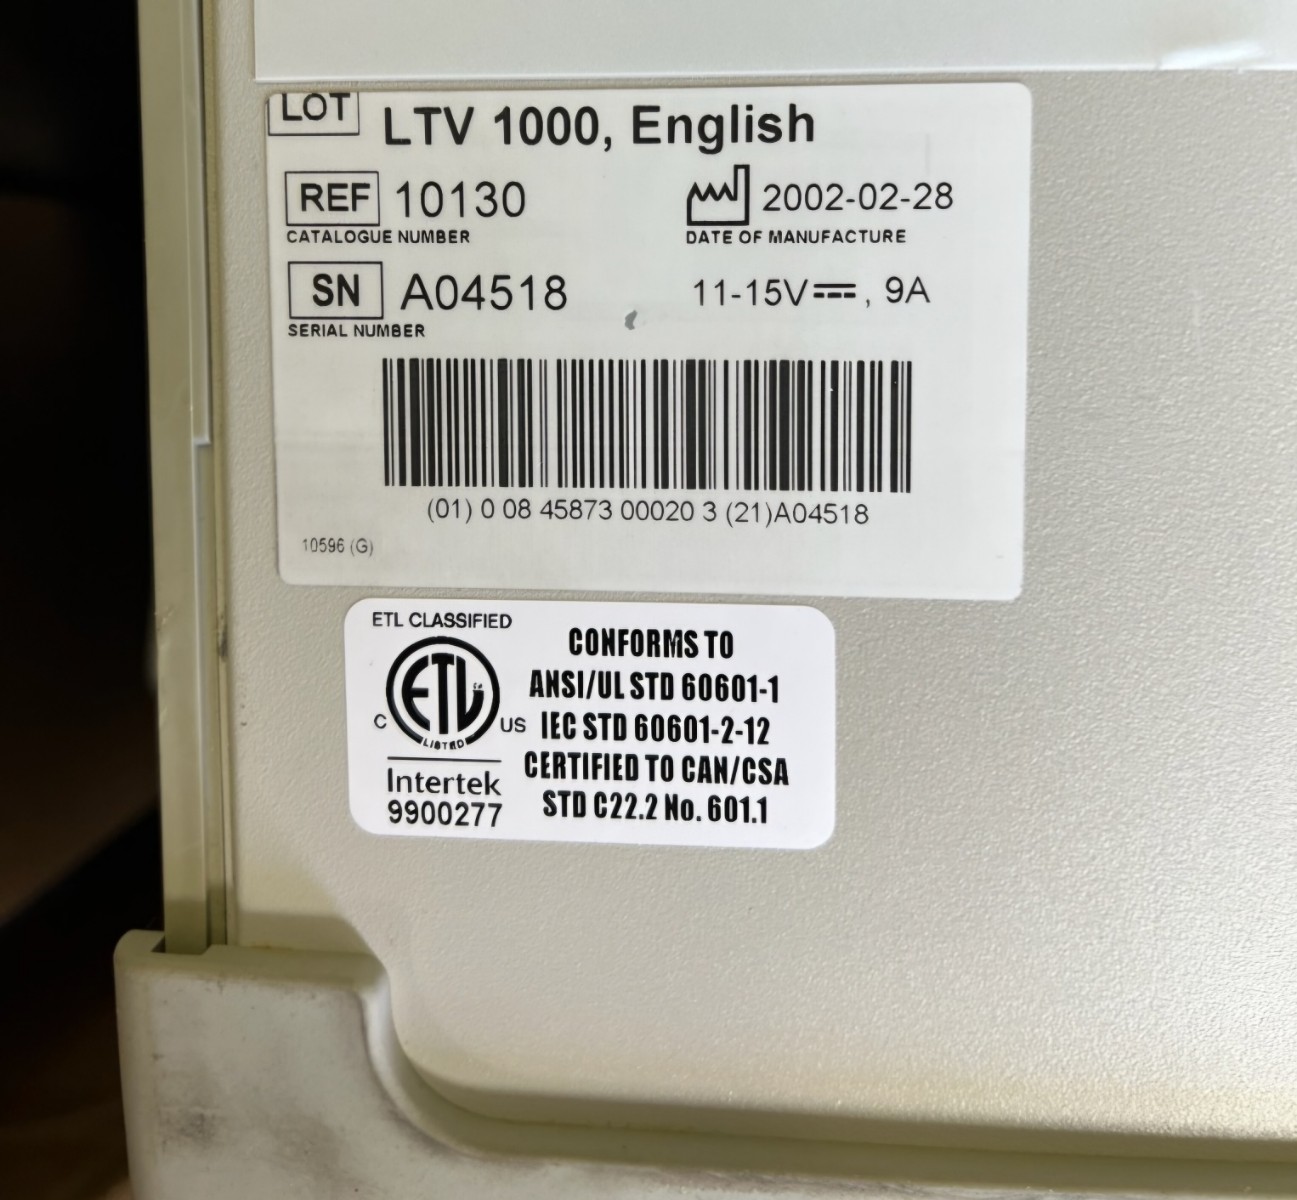 LOT LTV 1000, English
REF 10130 2002-02-28
CATALOGUE NUMBER DATE OF MANUFACTURE
SN A04518 11-15V⎓, 9A
SERIAL NUMBER
(01) 0 08 45873 00020 3 (21)A04518
10596 (G)
ETL CLASSIFIED
ETL
C US
LISTED
Intertek
9900277
CONFORMS TO
ANSI/UL STD 60601-1
IEC STD 60601-2-12
CERTIFIED TO CAN/CSA
STD C22.2 No. 601.1